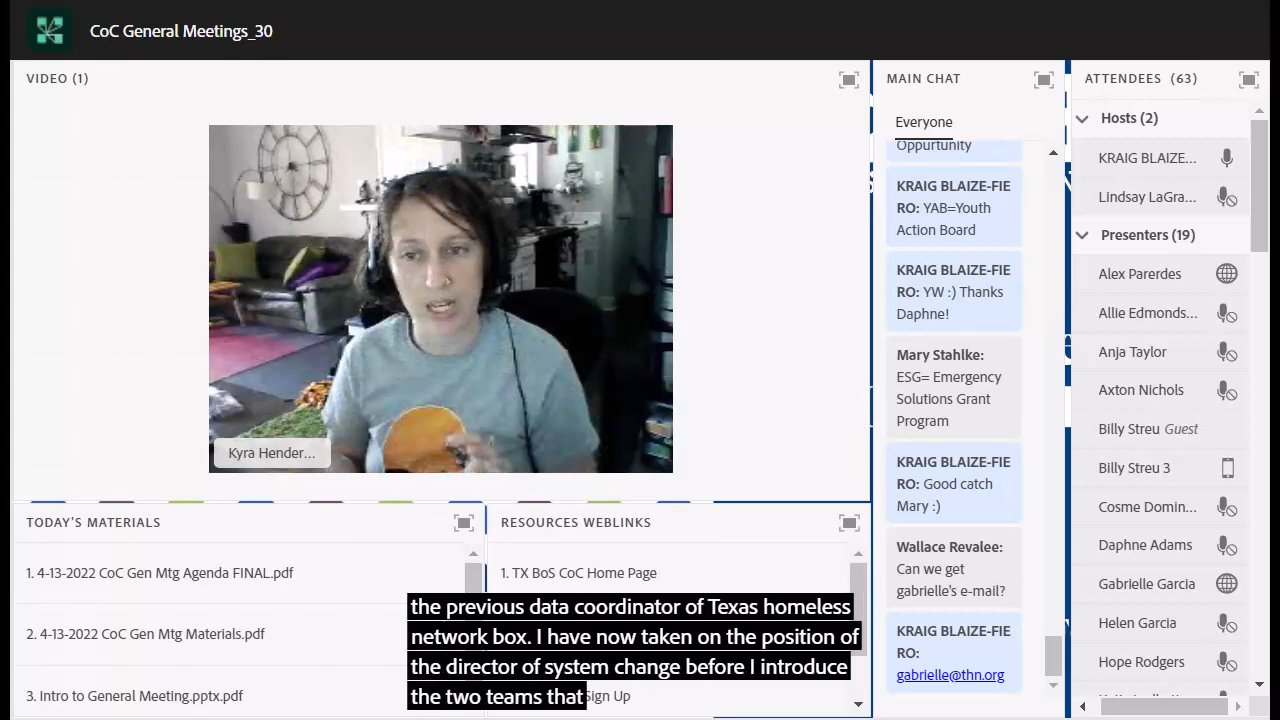 CoC General Meetings_30
VIDEO (1)
Kyra Hender...
TODAY'S MATERIALS
1. 4-13-2022 CoC Gen Mtg Agenda FINAL.pdf
2. 4-13-2022 CoC Gen Mtg Materials.pdf
3. Intro to General Meeting.pptx.pdf
RESOURCES WEBLINKS
1. TX BoS CoC Home Page
Sign Up
the previous data coordinator of Texas homeless
network box. I have now taken on the position of
the director of system change before I introduce
the two teams that
MAIN CHAT
Everyone
Oppurtunity
KRAIG BLAIZE-FIE
RO: YAB=Youth
Action Board
KRAIG BLAIZE-FIE
RO: YW :) Thanks
Daphne!
Mary Stahlke:
ESG= Emergency
Solutions Grant
Program
KRAIG BLAIZE-FIE
RO: Good catch
Mary :)
Wallace Revalee:
Can we get
gabrielle's e-mail?
KRAIG BLAIZE-FIE
RO:
gabrielle@thn.org
ATTENDEES (63)
Hosts (2)
KRAIG BLAIZE...
Lindsay LaGra...
Presenters (19)
Alex Parerdes
Allie Edmonds...
Anja Taylor
Axton Nichols
Billy Streu Guest
Billy Streu 3
Cosme Domin...
Daphne Adams
Gabrielle Garcia
Helen Garcia
Hope Rodgers